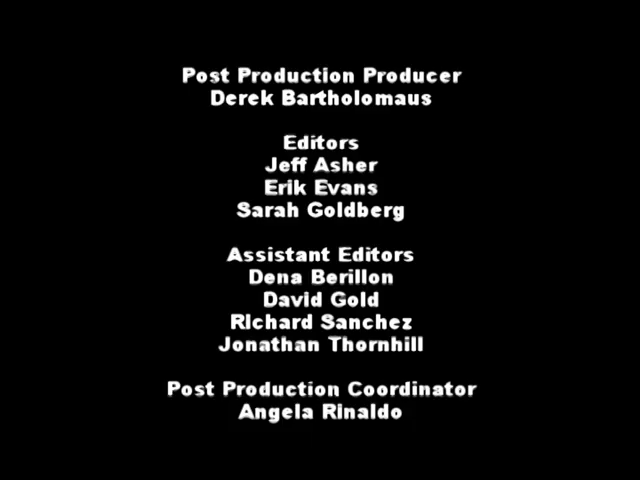 Post Production Producer
Derek Bartholomaus
Editors
Jeff Asher
Erik Evans
Sarah Goldberg
Assistant Editors
Dena Berillon
David Gold
Richard Sanchez
Jonathan Thornhill
Post Production Coordinator
Angela Rinaldo